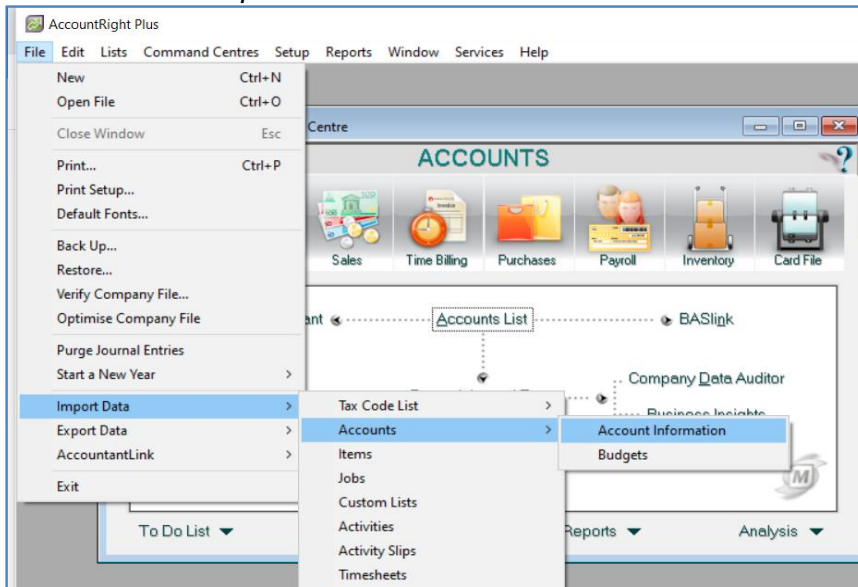 AccountRight Plus
File Edit Lists Command Centres Setup Reports Window Services Help
New Ctrl+N
Open File Ctrl+O
Close Window Esc
Print... Ctrl+P
Print Setup...
Default Fonts...
Back Up...
Restore...
Verify Company File...
Optimise Company File
Purge Journal Entries
Start a New Year
Import Data
Export Data
AccountantLink
Exit
Centre
ACCOUNTS
Sales Time Billing Purchases Payroll Inventory Card File
Accounts List BASlink
Company Data Auditor
Business Insights
Tax Code List
Accounts
Items
Jobs
Custom Lists
Activities
Activity Slips
Timesheets
Account Information
Budgets
To Do List Reports Analysis